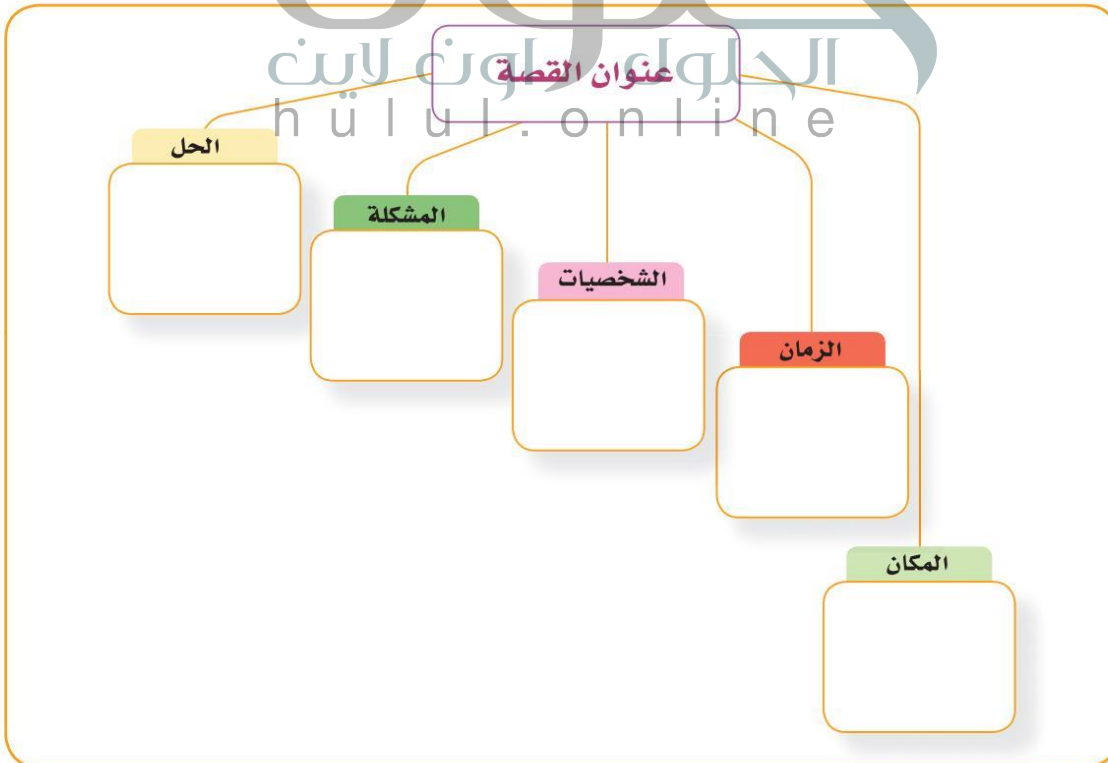 عنوان القصة
الحلول اون لاين
hulul.online
الحل
المشكلة
الشخصيات
الزمان
المكان